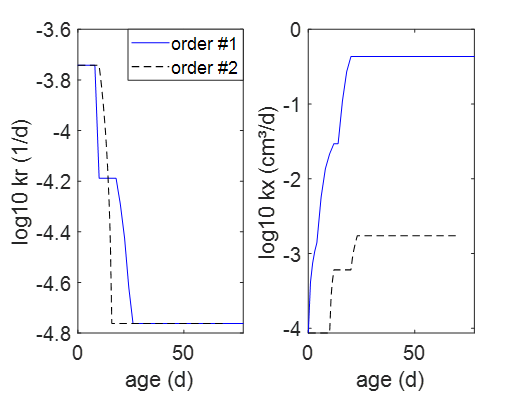 -3.6
-3.8
-4
-4.2
-4.4
-4.6
-4.8
0
50
log10 kr (1/d)
age (d)
order #1
order #2
0
-1
-2
-3
-4
0
50
log10 kx (cm³/d)
age (d)